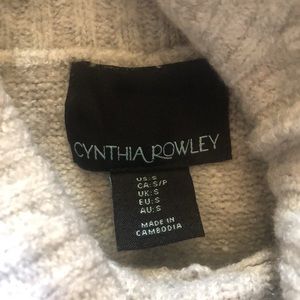 CYNTHIA ROWLEY
US:S
CA:S/P
UK:S
EU:S
AU:S
MADE IN
CAMBODIA